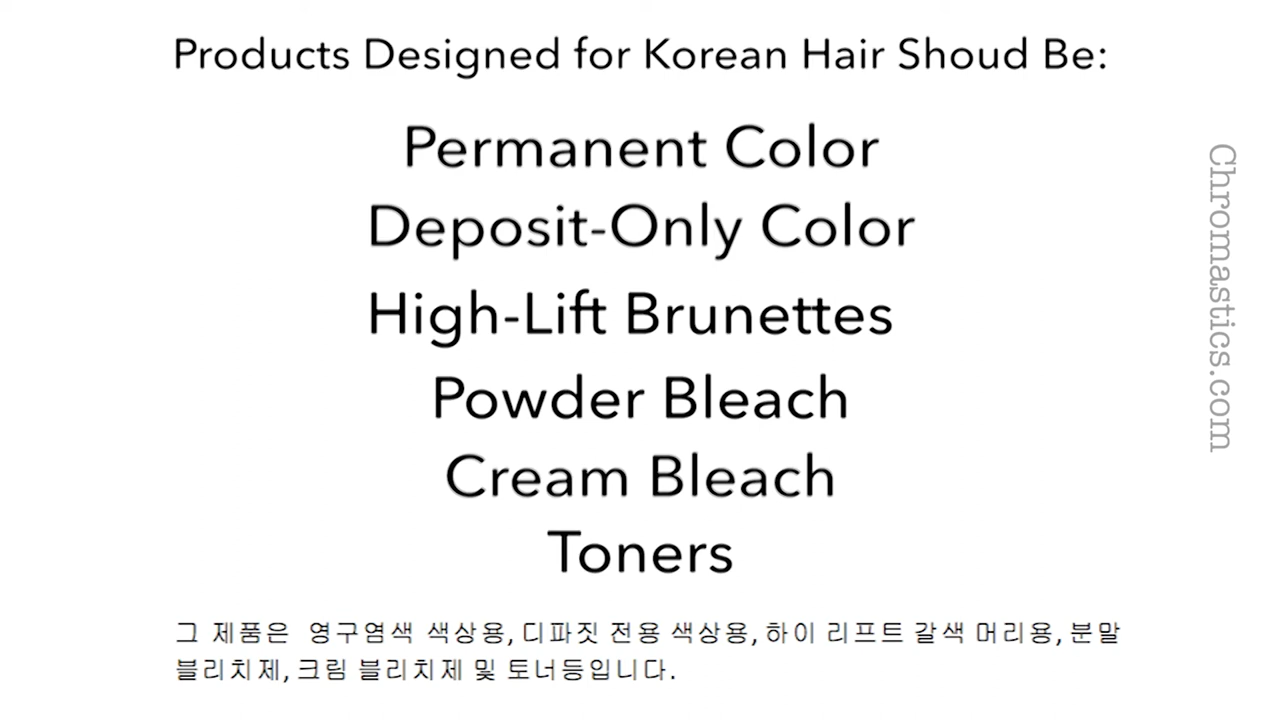 Products Designed for Korean Hair Shoud Be:
Permanent Color
Deposit-Only Color
High-Lift Brunettes
Powder Bleach
Cream Bleach
Toners
그 제품은 영구염색 색상용, 디파짓 전용 색상용, 하이 리프트 갈색 머리용, 분말
블리치제, 크림 블리치제 및 토너등입니다.
Chromastics.com